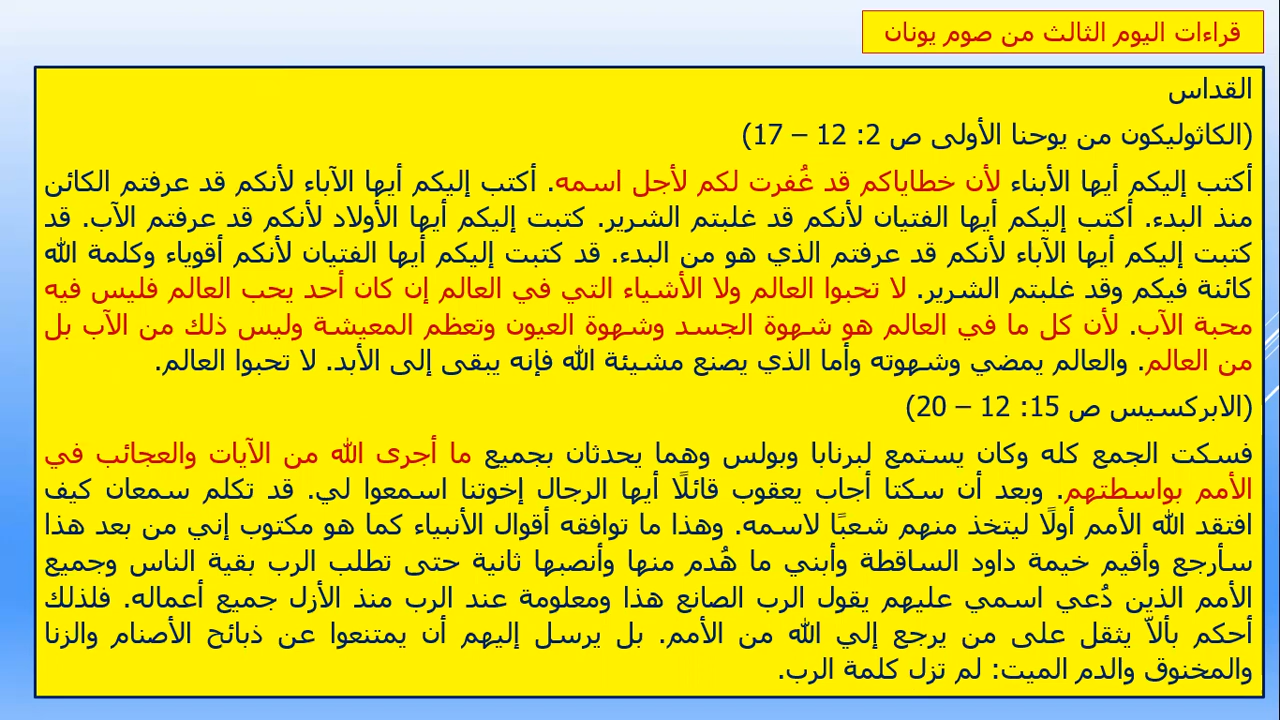 قراءات اليوم الثالث من صوم يونان
القداس
(الكاثوليكون من يوحنا الأولى ص 2: 12 – 17)
أكتب إليكم أيها الأبناء لأن خطاياكم قد غُفرت لكم لأجل اسمه. أكتب إليكم أيها الآباء لأنكم قد عرفتم الكائن
منذ البدء. أكتب إليكم أيها الفتيان لأنكم قد غلبتم الشرير. كتبت إليكم أيها الأولاد لأنكم قد عرفتم الآب. قد
كتبت إليكم أيها الآباء لأنكم قد عرفتم الذي هو من البدء. قد كتبت إليكم أيها الفتيان لأنكم أقوياء وكلمة الله
كائنة فيكم وقد غلبتم الشرير. لا تحبوا العالم ولا الأشياء التي في العالم إن كان أحد يحب العالم فليس فيه
محبة الآب. لأن كل ما في العالم هو شهوة الجسد وشهوة العيون وتعظم المعيشة وليس ذلك من الآب بل
من العالم. والعالم يمضي وشهوته وأما الذي يصنع مشيئة الله فإنه يبقى إلى الأبد. لا تحبوا العالم.
(الابركسيس ص 15: 12 – 20)
فسكت الجمع كله وكان يستمع لبرنابا وبولس وهما يحدثان بجميع ما أجرى الله من الآيات والعجائب في
الأمم بواسطتهم. وبعد أن سكتا أجاب يعقوب قائلًا أيها الرجال إخوتنا اسمعوا لي. قد تكلم سمعان كيف
افتقد الله الأمم أولًا ليتخذ منهم شعبًا لاسمه. وهذا ما توافقه أقوال الأنبياء كما هو مكتوب إني من بعد هذا
سأرجع وأقيم خيمة داود الساقطة وأبني ما هُدم منها وأنصبها ثانية حتى تطلب الرب بقية الناس وجميع
الأمم الذين دُعي اسمي عليهم يقول الرب الصانع هذا ومعلومة عند الرب منذ الأزل جميع أعماله. فلذلك
أحكم بألاّ يثقل على من يرجع إلي الله من الأمم. بل يرسل إليهم أن يمتنعوا عن ذبائح الأصنام والزنا
والمخنوق والدم الميت: لم تزل كلمة الرب.